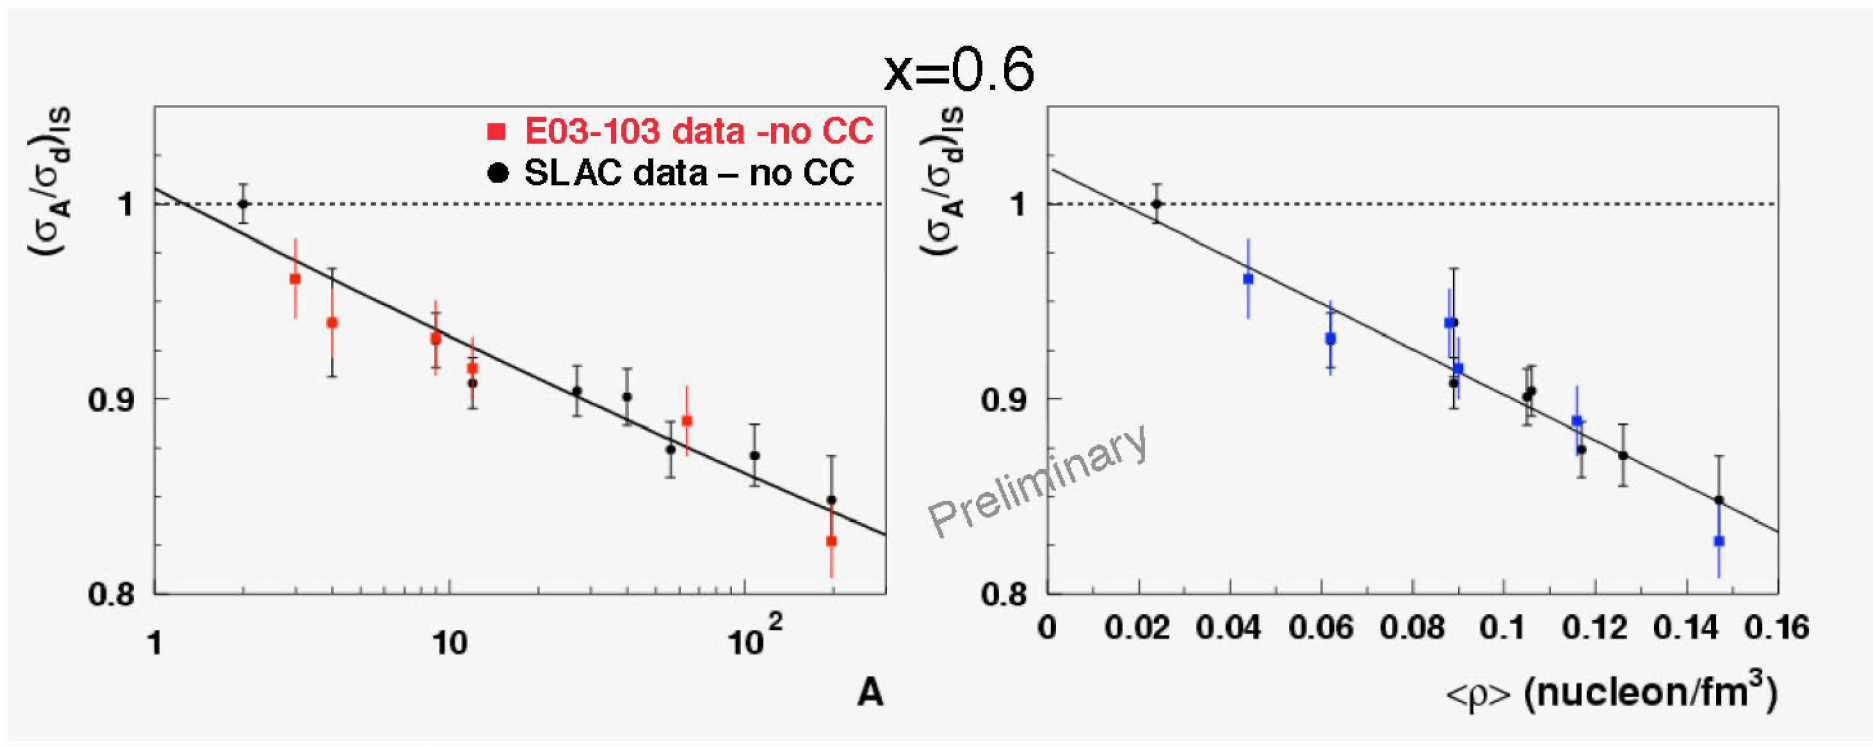 x=0.6
(σA/σd)IS
E03-103 data -no CC
SLAC data – no CC
1
0.9
0.8
1
10
10²
A
(σA/σd)IS
1
0.9
0.8
0
0.02
0.04
0.06
0.08
0.1
0.12
0.14
0.16
<ρ> (nucleon/fm³)
Preliminary